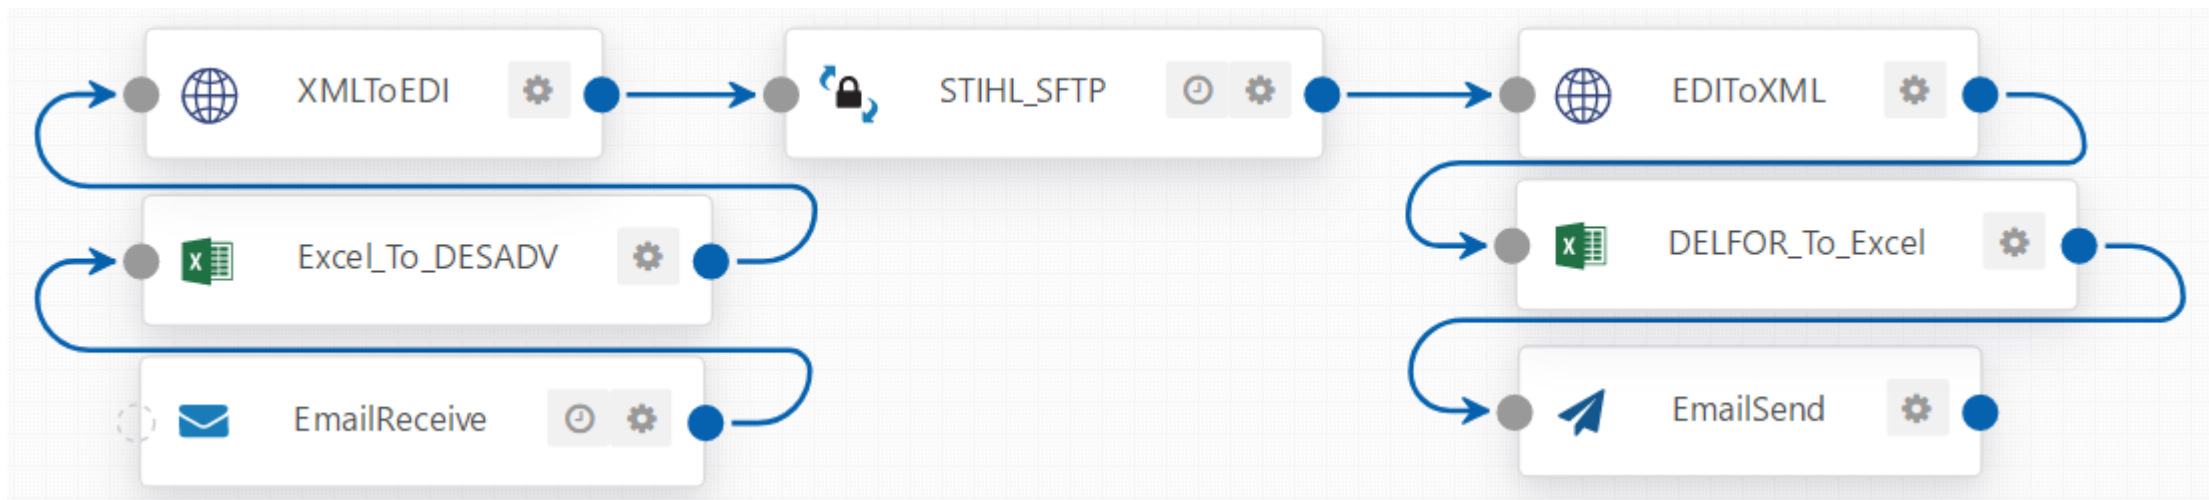 XMLToEDI
STIHL_SFTP
EDIToXML
Excel_To_DESADV
DELFOR_To_Excel
EmailReceive
EmailSend